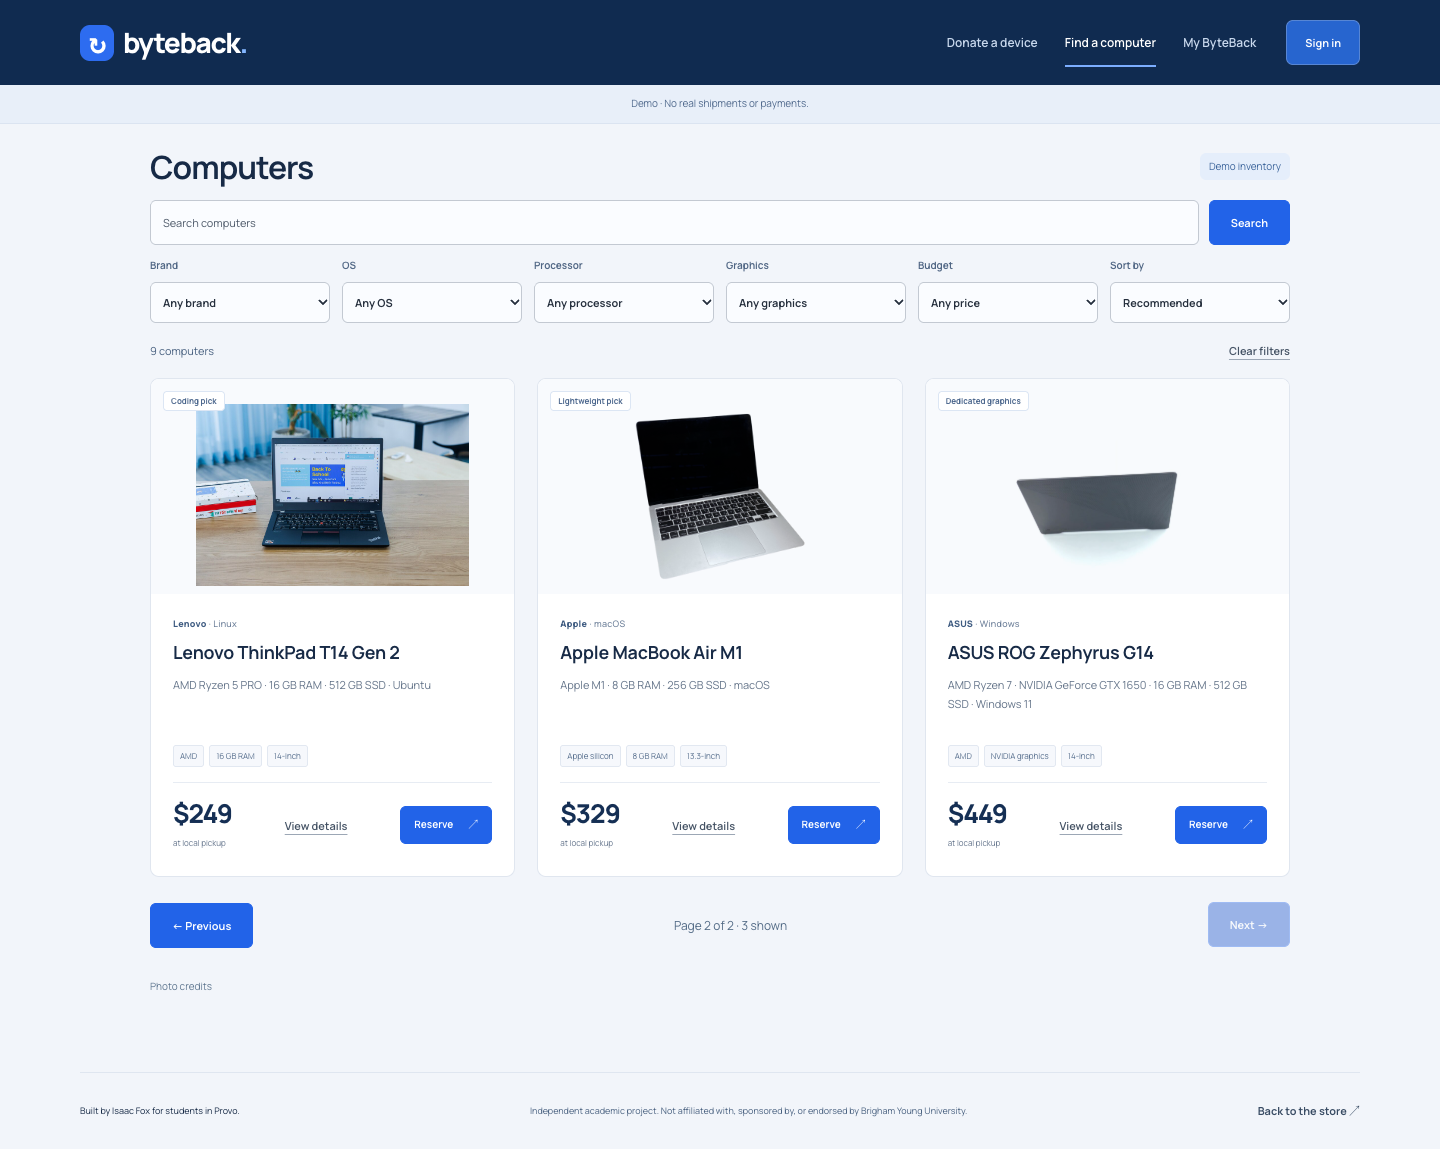 byteback.
Donate a device
Find a computer
My ByteBack
Sign in
Demo · No real shipments or payments.
Computers
Demo inventory
Search computers
Search
Brand
OS
Processor
Graphics
Budget
Sort by
Any brand
Any OS
Any processor
Any graphics
Any price
Recommended
9 computers
Clear filters
Coding pick
Back To
School
Lenovo · Linux
Lenovo ThinkPad T14 Gen 2
AMD Ryzen 5 PRO · 16 GB RAM · 512 GB SSD · Ubuntu
AMD
16 GB RAM
14-inch
$249
at local pickup
View details
Reserve ↗
Lightweight pick
Apple · macOS
Apple MacBook Air M1
Apple M1 · 8 GB RAM · 256 GB SSD · macOS
Apple silicon
8 GB RAM
13.3-inch
$329
at local pickup
View details
Reserve ↗
Dedicated graphics
ASUS · Windows
ASUS ROG Zephyrus G14
AMD Ryzen 7 · NVIDIA GeForce GTX 1650 · 16 GB RAM · 512 GB
SSD · Windows 11
AMD
NVIDIA graphics
14-inch
$449
at local pickup
View details
Reserve ↗
← Previous
Page 2 of 2 · 3 shown
Next →
Photo credits
Built by Isaac Fox for students in Provo.
Independent academic project. Not affiliated with, sponsored by, or endorsed by Brigham Young University.
Back to the store ↗